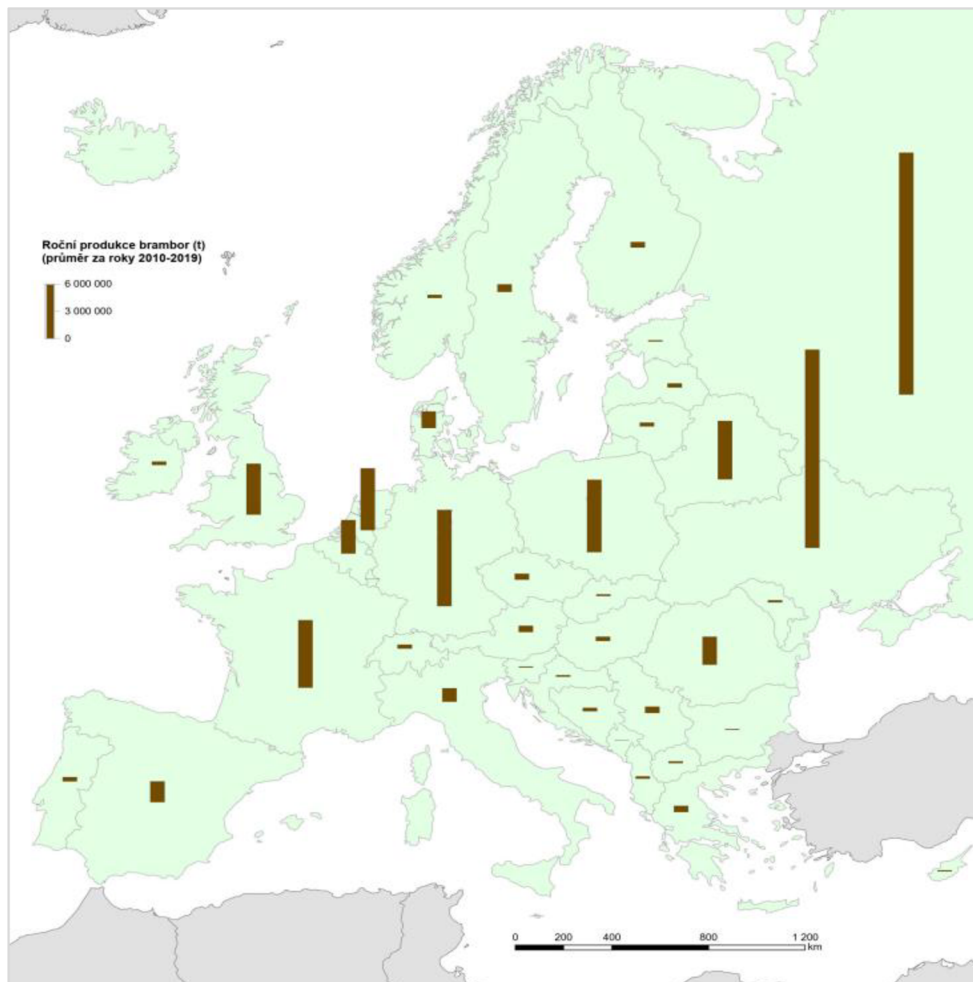 Roční produkce brambor (t)
(průměr za roky 2010-2019)
6 000 000
3 000 000
0
0 200 400 800 1 200
km